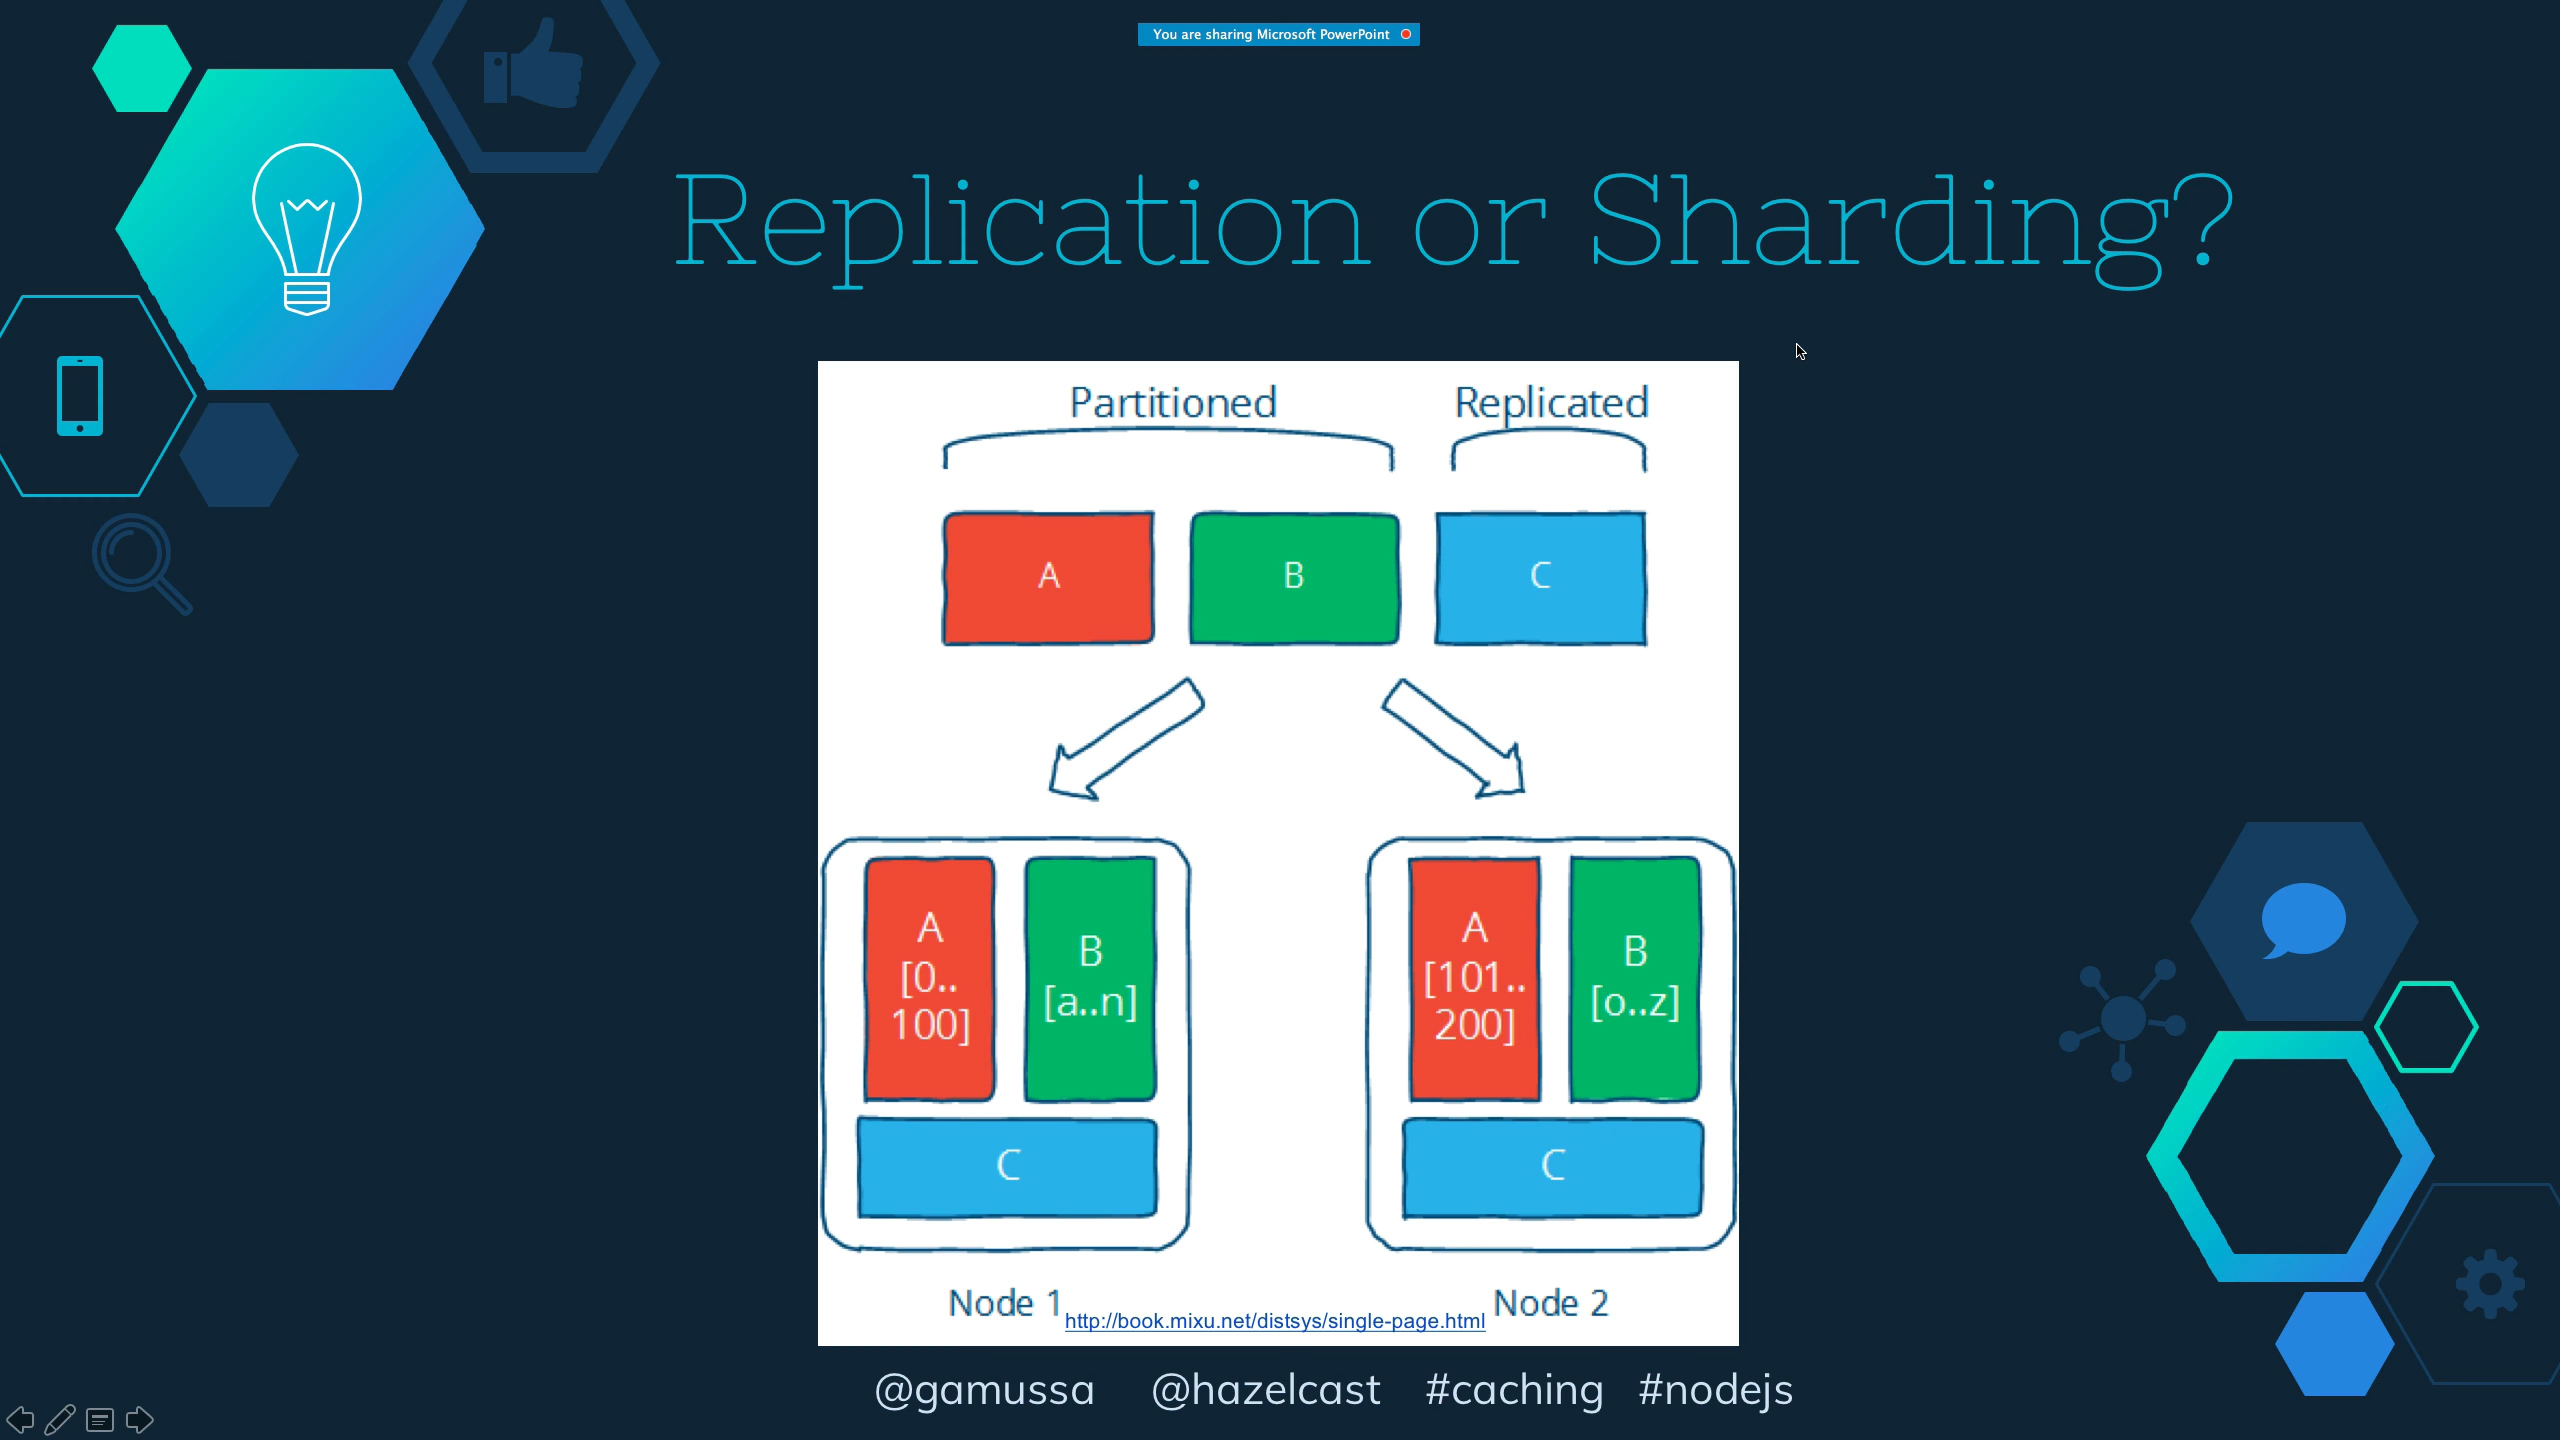 You are sharing Microsoft PowerPoint
Replication or Sharding?
Partitioned
Replicated
A
B
C
A
[0..
100]
B
[a..n]
C
A
[101..
200]
B
[o..z]
C
Node 1
Node 2
http://book.mixu.net/distsys/single-page.html
@gamussa @hazelcast #caching #nodejs